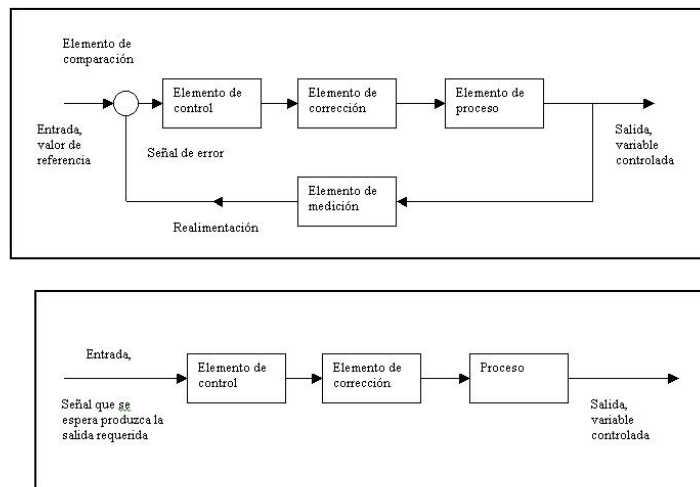 Elemento de
comparación
Elemento de
control
Elemento de
corrección
Elemento de
proceso
Entrada,
valor de
referencia
Señal de error
Salida,
variable
controlada
Elemento de
medición
Realimentación
Entrada,
Elemento de
control
Elemento de
corrección
Proceso
Señal que se
espera produzca la
salida requerida
Salida,
variable
controlada